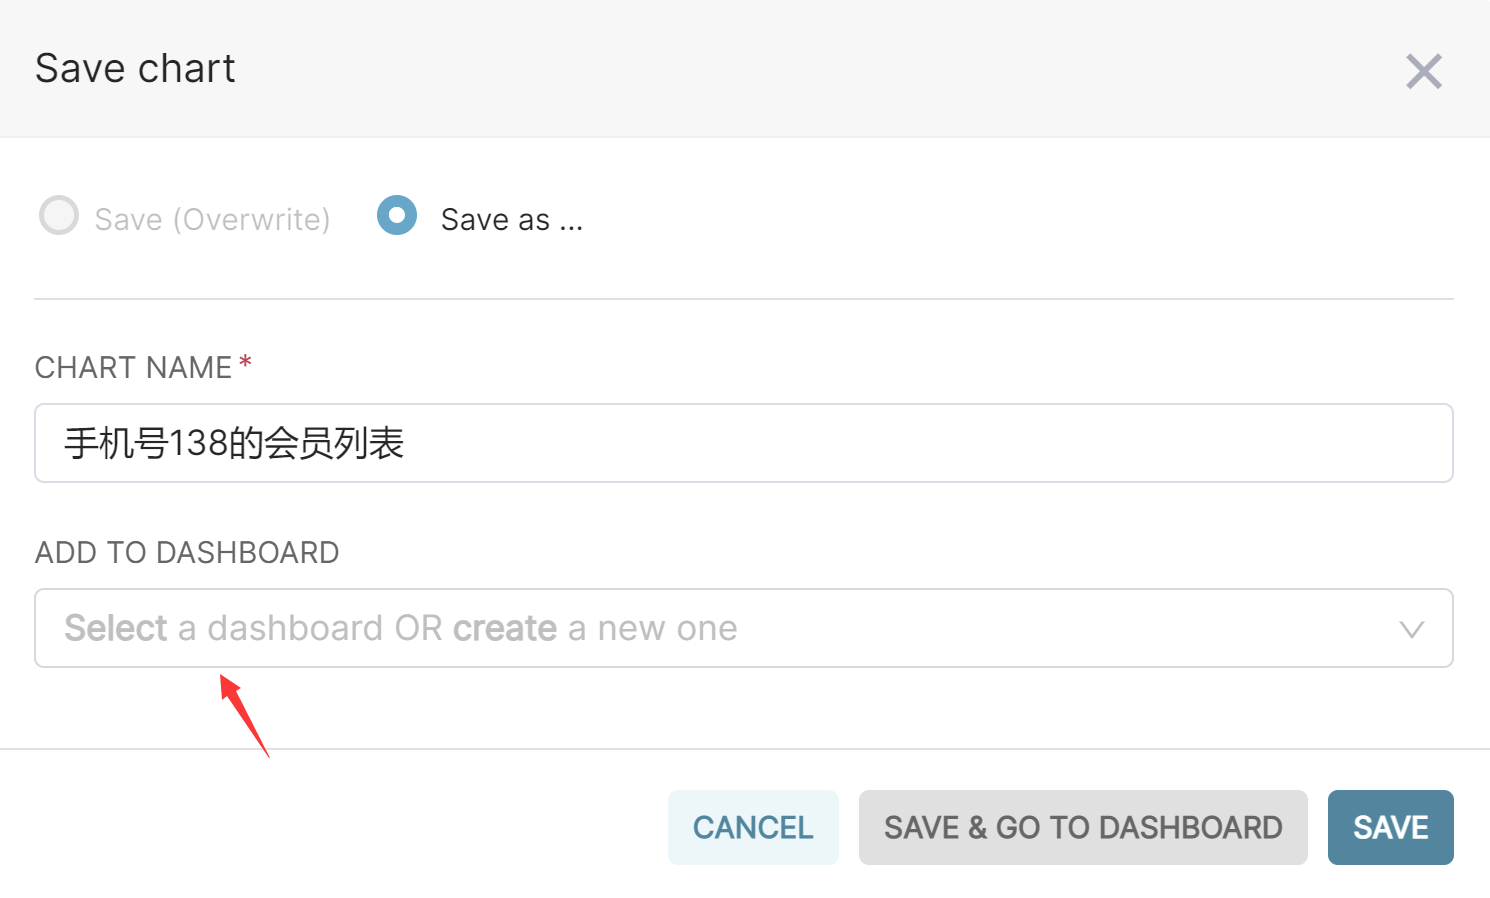 Save chart
Save (Overwrite) Save as ...
CHART NAME *
手机号138的会员列表
ADD TO DASHBOARD
Select a dashboard OR create a new one
CANCEL SAVE & GO TO DASHBOARD SAVE